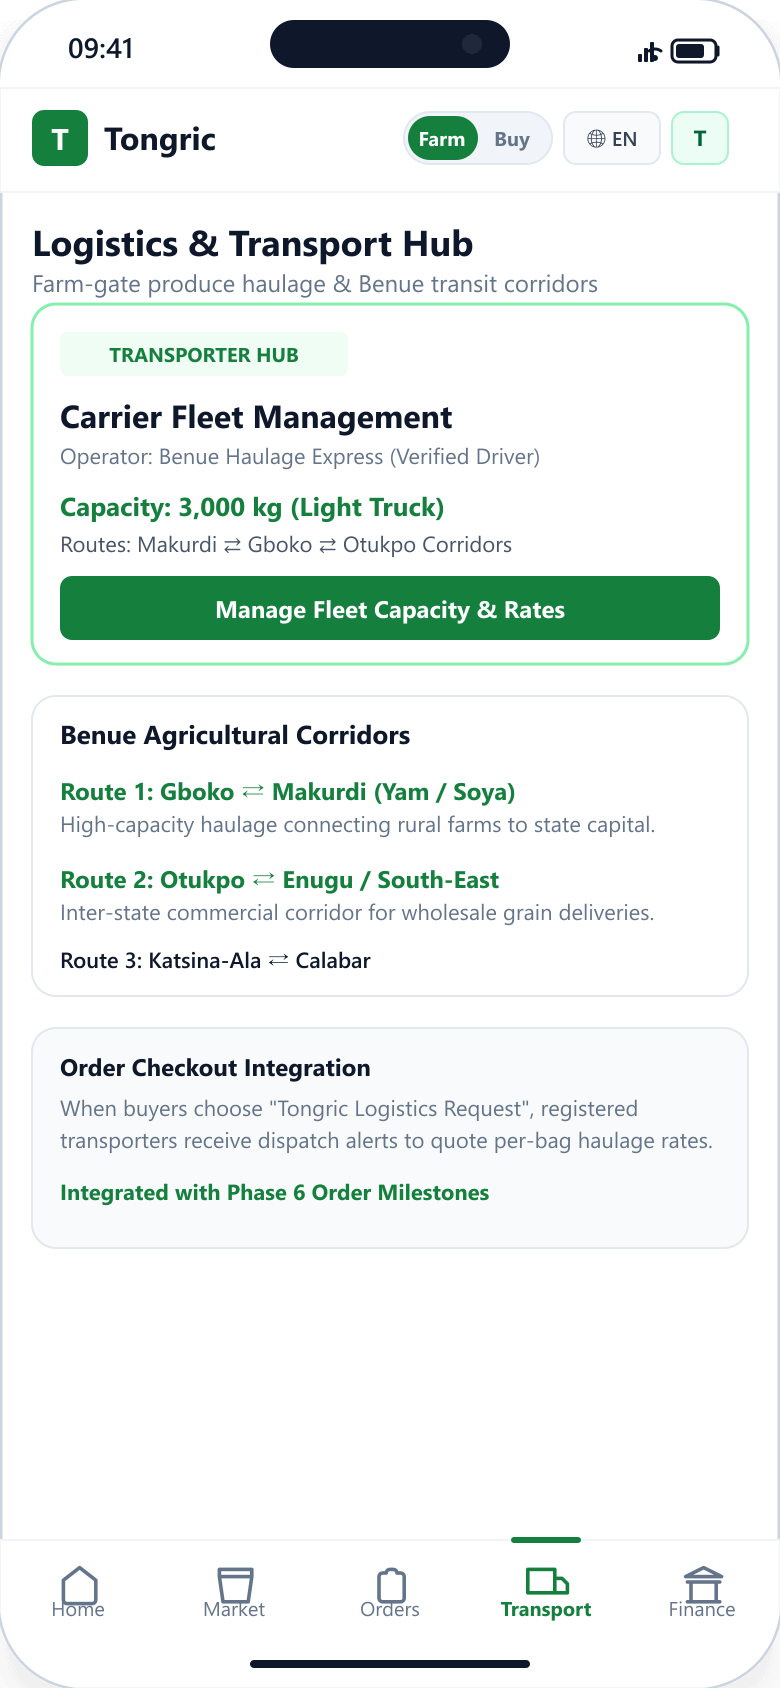 09:41
T Tongric Farm Buy EN T
Logistics & Transport Hub
Farm-gate produce haulage & Benue transit corridors
TRANSPORTER HUB
Carrier Fleet Management
Operator: Benue Haulage Express (Verified Driver)
Capacity: 3,000 kg (Light Truck)
Routes: Makurdi ⇄ Gboko ⇄ Otukpo Corridors
Manage Fleet Capacity & Rates
Benue Agricultural Corridors
Route 1: Gboko ⇄ Makurdi (Yam / Soya)
High-capacity haulage connecting rural farms to state capital.
Route 2: Otukpo ⇄ Enugu / South-East
Inter-state commercial corridor for wholesale grain deliveries.
Route 3: Katsina-Ala ⇄ Calabar
Order Checkout Integration
When buyers choose "Tongric Logistics Request", registered
transporters receive dispatch alerts to quote per-bag haulage rates.
Integrated with Phase 6 Order Milestones
Home Market Orders Transport Finance